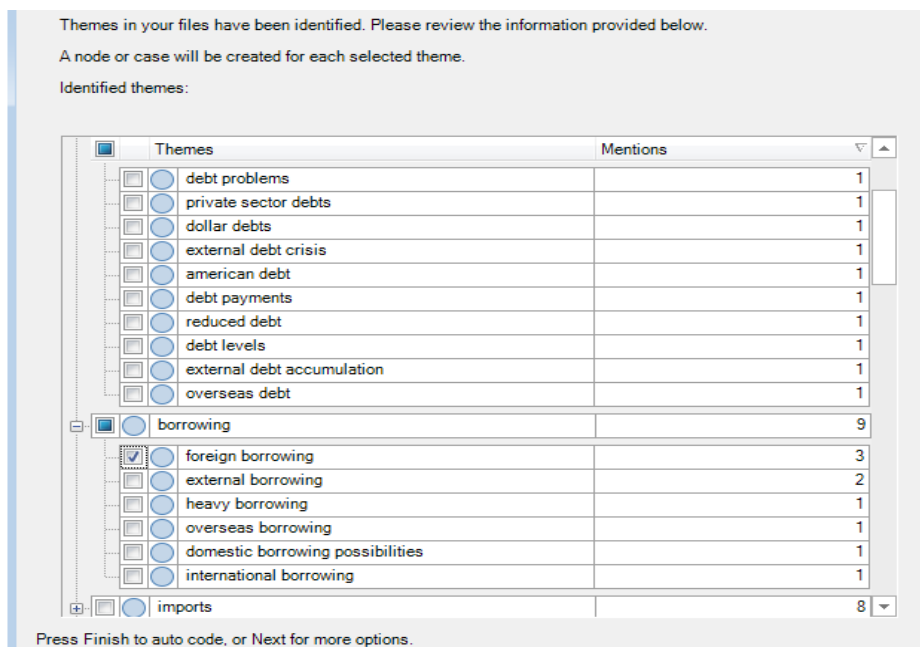 Themes in your files have been identified. Please review the information provided below.
A node or case will be created for each selected theme.
Identified themes:
Themes Mentions
debt problems 1
private sector debts 1
dollar debts 1
external debt crisis 1
american debt 1
debt payments 1
reduced debt 1
debt levels 1
external debt accumulation 1
overseas debt 1
borrowing 9
foreign borrowing 3
external borrowing 2
heavy borrowing 1
overseas borrowing 1
domestic borrowing possibilities 1
international borrowing 1
imports 8
Press Finish to auto code, or Next for more options.